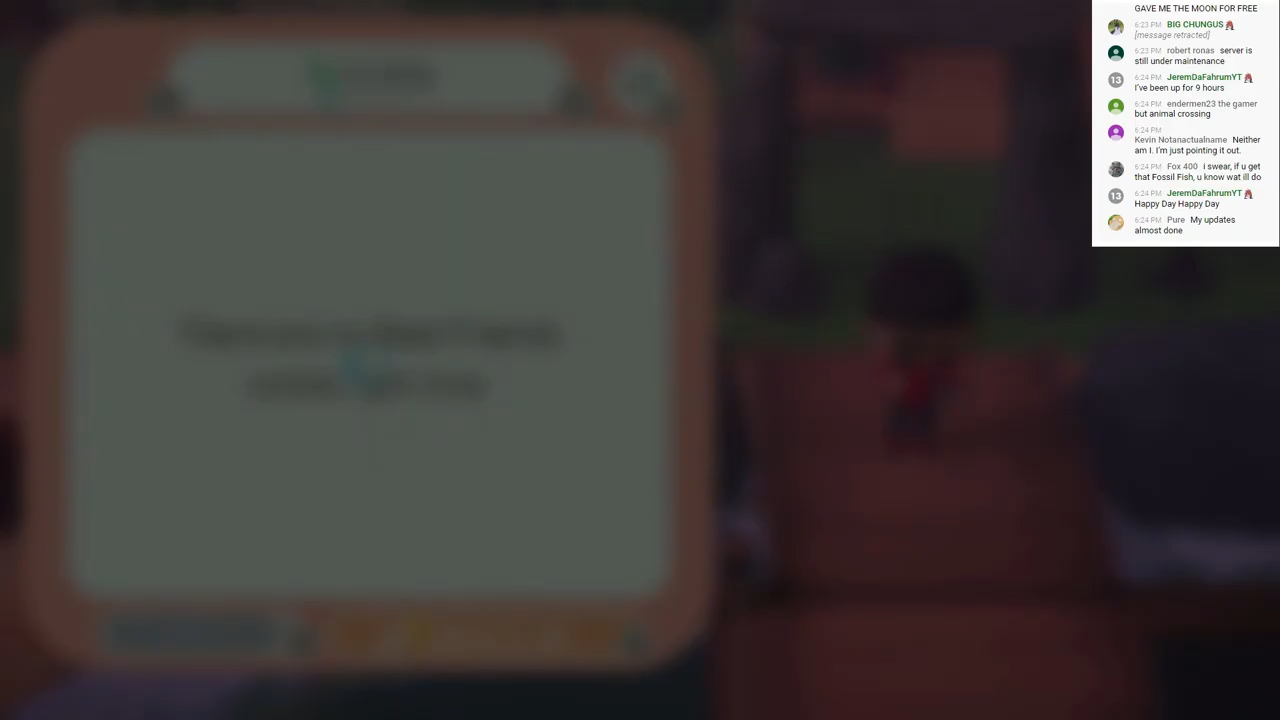 GAVE ME THE MOON FOR FREE
6:23 PM BIG CHUNGUS
[message retracted]
6:23 PM robert ronas server is
still under maintenance
13 6:24 PM JeremDaFahrumYT
I've been up for 9 hours
6:24 PM endermen23 the gamer
but animal crossing
6:24 PM
Kevin Notanactualname Neither
am I. I'm just pointing it out.
6:24 PM Fox 400 i swear, if u get
that Fossil Fish, u know wat ill do
13 6:24 PM JeremDaFahrumYT
Happy Day Happy Day
6:24 PM Pure My updates
almost done